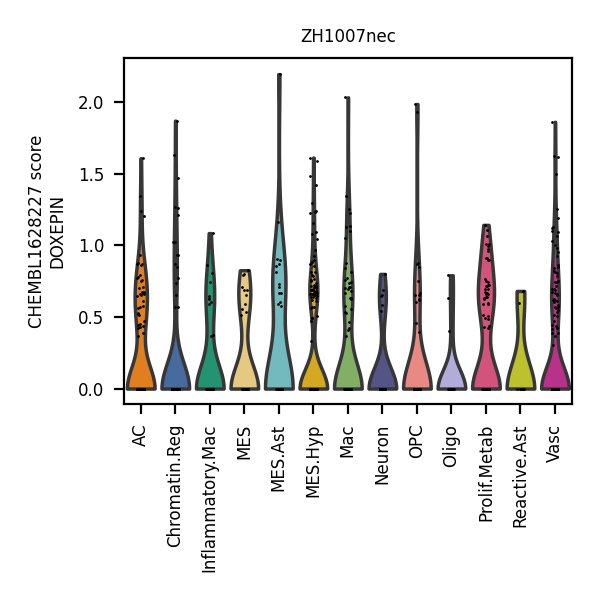 ZH1007nec
CHEMBL1628227 score
DOXEPIN
2.0
1.5
1.0
0.5
0.0
AC
Chromatin.Reg
Inflammatory.Mac
MES
MES.Ast
MES.Hyp
Mac
Neuron
OPC
Oligo
Prolif.Metab
Reactive.Ast
Vasc